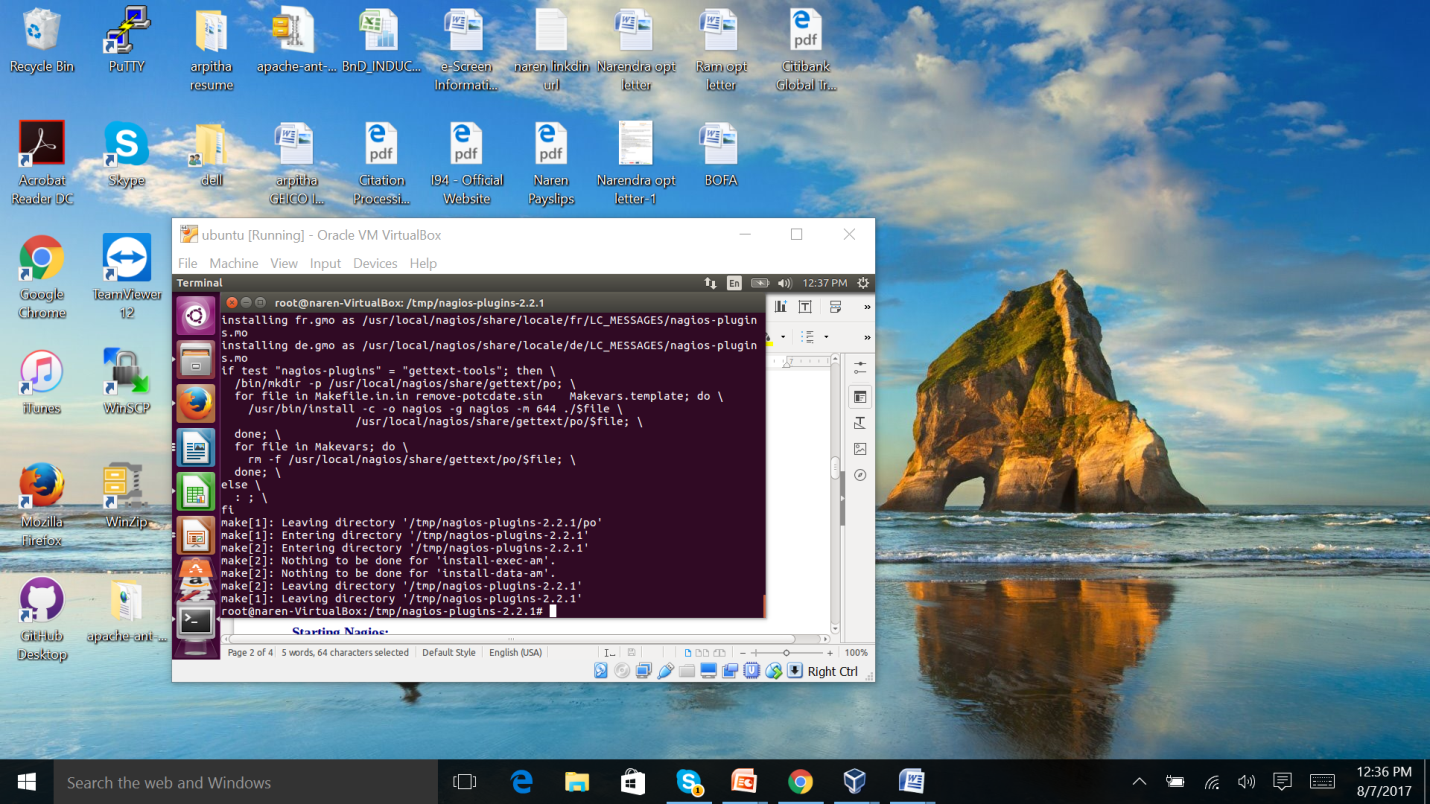 Recycle Bin
PuTTY
arpitha
resume
apache-ant-...
BnD_INDUC...
e-Screen
Informati...
naren linkdin
url
Narendra opt
letter
Ram opt
letter
Citibank
Global Tr...
Acrobat
Reader DC
Skype
dell
arpitha
GEICO I...
Citation
Processi...
I94 - Official
Website
Naren
Payslips
Narendra opt
letter-1
BOFA
Google
Chrome
TeamViewer
12
iTunes
WinSCP
Mozilla
Firefox
WinZip
GitHub
Desktop
apache-ant-...
ubuntu [Running] - Oracle VM VirtualBox
File Machine View Input Devices Help
Terminal En 12:37 PM
root@naren-VirtualBox: /tmp/nagios-plugins-2.2.1
installing fr.gmo as /usr/local/nagios/share/locale/fr/LC_MESSAGES/nagios-plugin
s.mo
installing de.gmo as /usr/local/nagios/share/locale/de/LC_MESSAGES/nagios-plugin
s.mo
if test "nagios-plugins" = "gettext-tools"; then \
  /bin/mkdir -p /usr/local/nagios/share/gettext/po; \
  for file in Makefile.in.in remove-potcdate.sin    Makevars.template; do \
    /usr/bin/install -c -o nagios -g nagios -m 644 ./$file \
                    /usr/local/nagios/share/gettext/po/$file; \
  done; \
  for file in Makevars; do \
    rm -f /usr/local/nagios/share/gettext/po/$file; \
  done; \
else \
  : ; \
fi
make[1]: Leaving directory '/tmp/nagios-plugins-2.2.1/po'
make[1]: Entering directory '/tmp/nagios-plugins-2.2.1'
make[2]: Entering directory '/tmp/nagios-plugins-2.2.1'
make[2]: Nothing to be done for 'install-exec-am'.
make[2]: Nothing to be done for 'install-data-am'.
make[2]: Leaving directory '/tmp/nagios-plugins-2.2.1'
make[1]: Leaving directory '/tmp/nagios-plugins-2.2.1'
root@naren-VirtualBox:/tmp/nagios-plugins-2.2.1#
Starting Nagios:
Page 2 of 4 5 words, 64 characters selected Default Style English (USA) 100%
Right Ctrl
Search the web and Windows
12:36 PM
8/7/2017